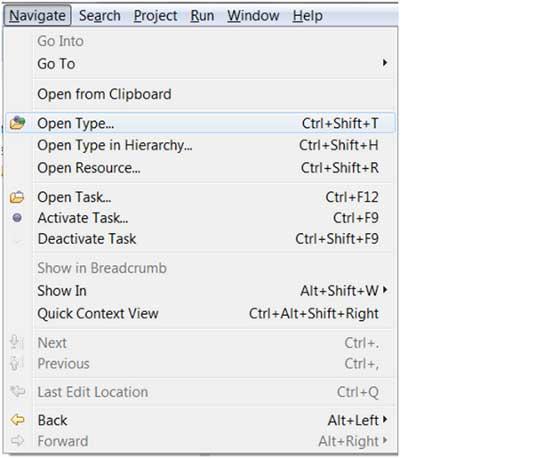 Navigate Search Project Run Window Help
Go Into
Go To
Open from Clipboard
Open Type... Ctrl+Shift+T
Open Type in Hierarchy... Ctrl+Shift+H
Open Resource... Ctrl+Shift+R
Open Task... Ctrl+F12
Activate Task... Ctrl+F9
Deactivate Task Ctrl+Shift+F9
Show in Breadcrumb
Show In Alt+Shift+W
Quick Context View Ctrl+Alt+Shift+Right
Next Ctrl+.
Previous Ctrl+,
Last Edit Location Ctrl+Q
Back Alt+Left
Forward Alt+Right